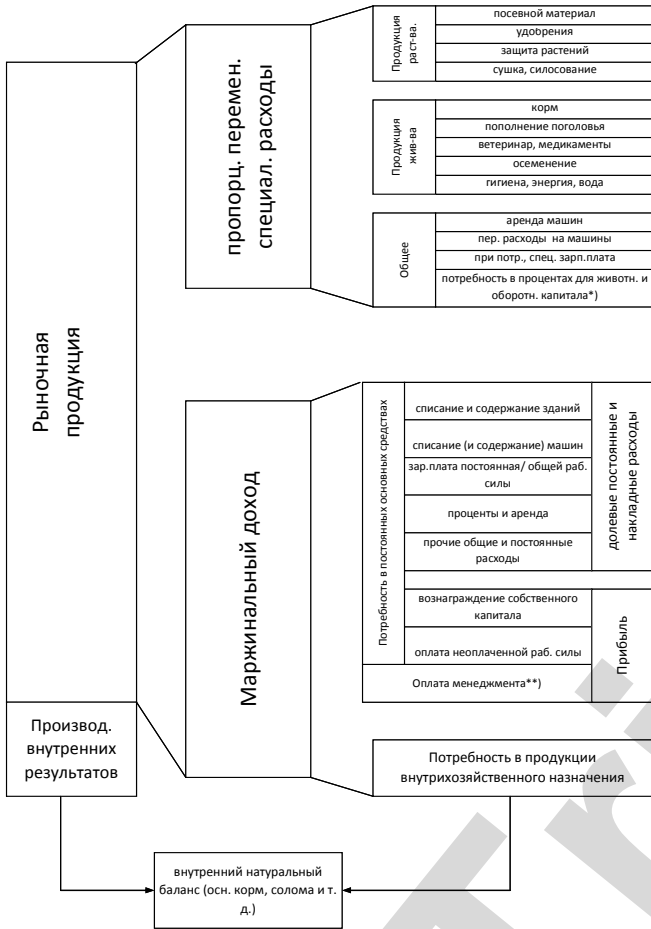 Рыночная
продукция
Производ.
внутренних
результатов
пропорц. перемен.
специал. расходы
Маржинальный доход
Продукция
раст-ва.
посевной материал
удобрения
защита растений
сушка, силосование
Продукция
жив-ва
корм
пополнение поголовья
ветеринар, медикаменты
осеменение
гигиена, энергия, вода
Общее
аренда машин
пер. расходы на машины
при потр., спец. зарп.плата
потребность в процентах для животн. и
оборотн. капитала*)
Потребность в постоянных основных средствах
списание и содержание зданий
списание (и содержание) машин
зар.плата постоянная/ общей раб.
силы
проценты и аренда
прочие общие и постоянные
расходы
долевые постоянные и
накладные расходы
вознаграждение собственного
капитала
оплата неоплаченной раб. силы
Оплата менеджмента**)
Прибыль
Потребность в продукции
внутрихозяйственного назначения
внутренний натуральный
баланс (осн. корм, солома и т.
д.)